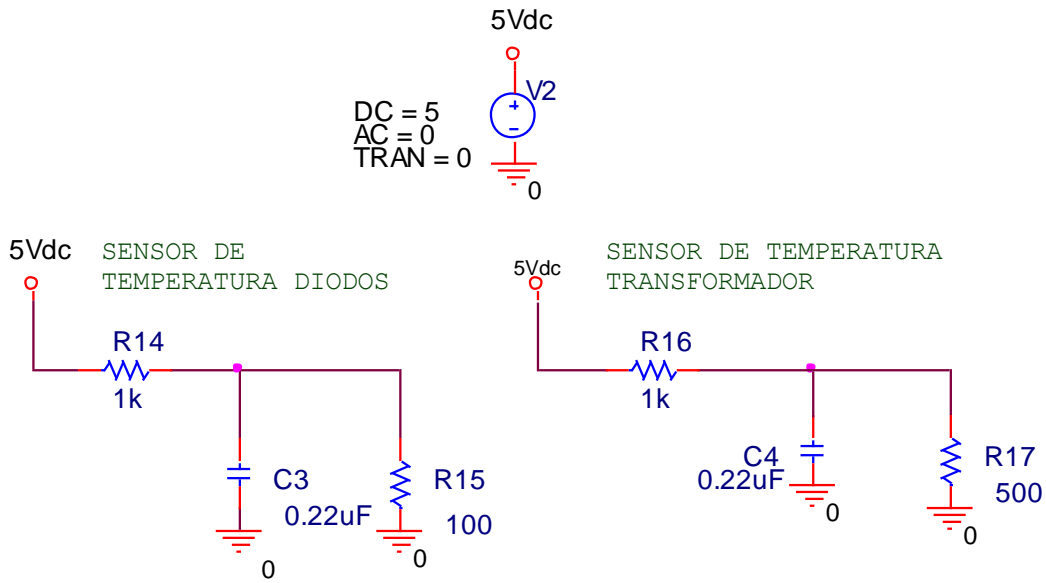 5Vdc
V2
DC = 5
AC = 0
TRAN = 0
0
5Vdc
SENSOR DE
TEMPERATURA DIODOS
R14
1k
C3
0.22uF
R15
100
0
0
5Vdc
SENSOR DE TEMPERATURA
TRANSFORMADOR
R16
1k
C4
0.22uF
R17
500
0
0